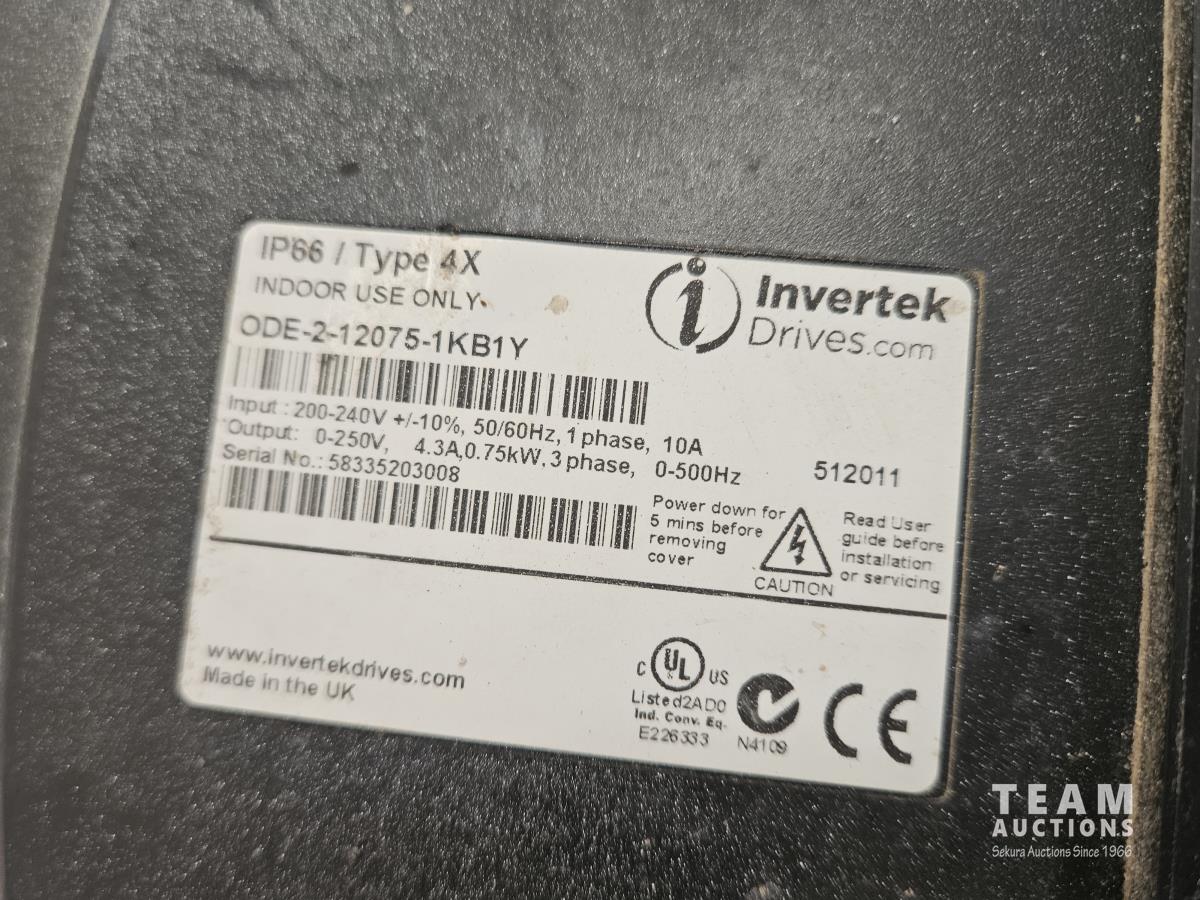 IP66 / Type 4X
INDOOR USE ONLY
ODE-2-12075-1KB1Y
Invertek
Drives.com
Input : 200-240V +/-10%, 50/60Hz, 1 phase, 10A
Output: 0-250V, 4.3A,0.75kW, 3 phase, 0-500Hz
Serial No.: 58335203008
512011
Power down for
5 mins before
removing
cover
CAUTION
Read User
guide before
installation
or servicing
www.invertekdrives.com
Made in the UK
C UL US
Listed2AD0
Ind. Conv. Eq.
E226333
N4109
CE
TEAM
AUCTIONS
Sekura Auctions Since 1966